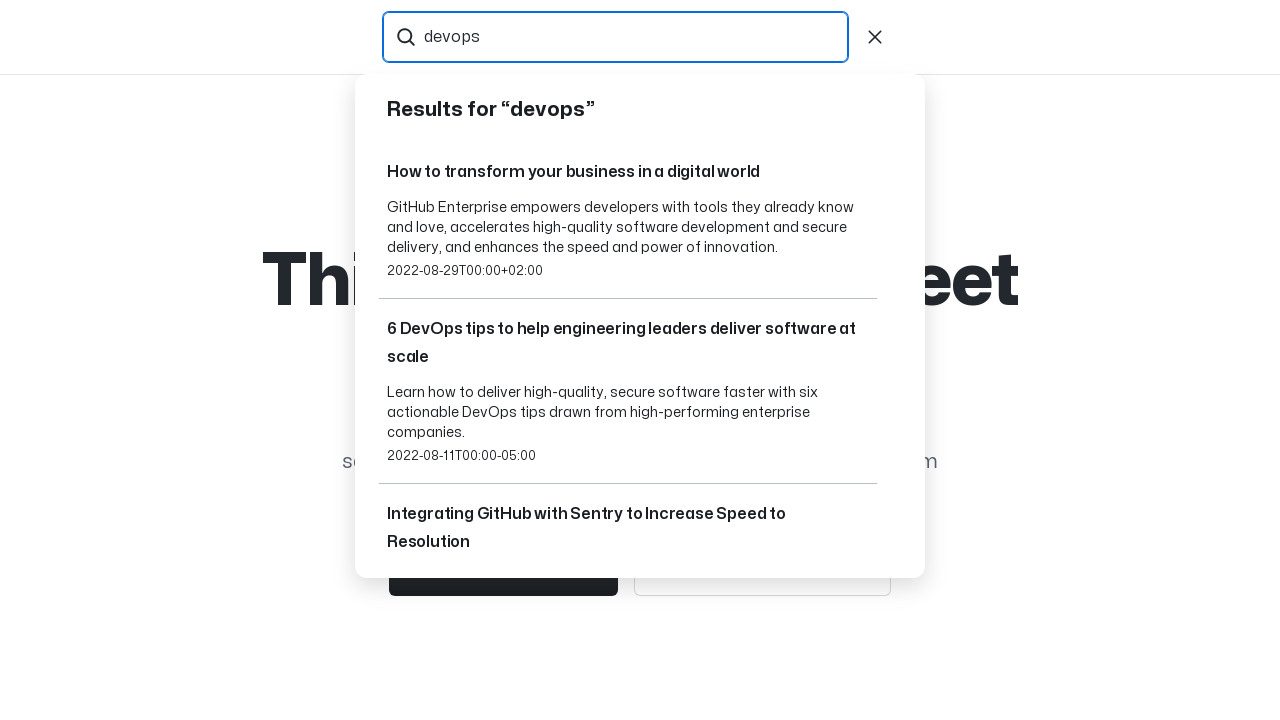 devops
Results for “devops”
How to transform your business in a digital world
GitHub Enterprise empowers developers with tools they already know
and love, accelerates high-quality software development and secure
delivery, and enhances the speed and power of innovation.
2022-08-29T00:00+02:00
6 DevOps tips to help engineering leaders deliver software at
scale
Learn how to deliver high-quality, secure software faster with six
actionable DevOps tips drawn from high-performing enterprise
companies.
2022-08-11T00:00-05:00
Integrating GitHub with Sentry to Increase Speed to
Resolution